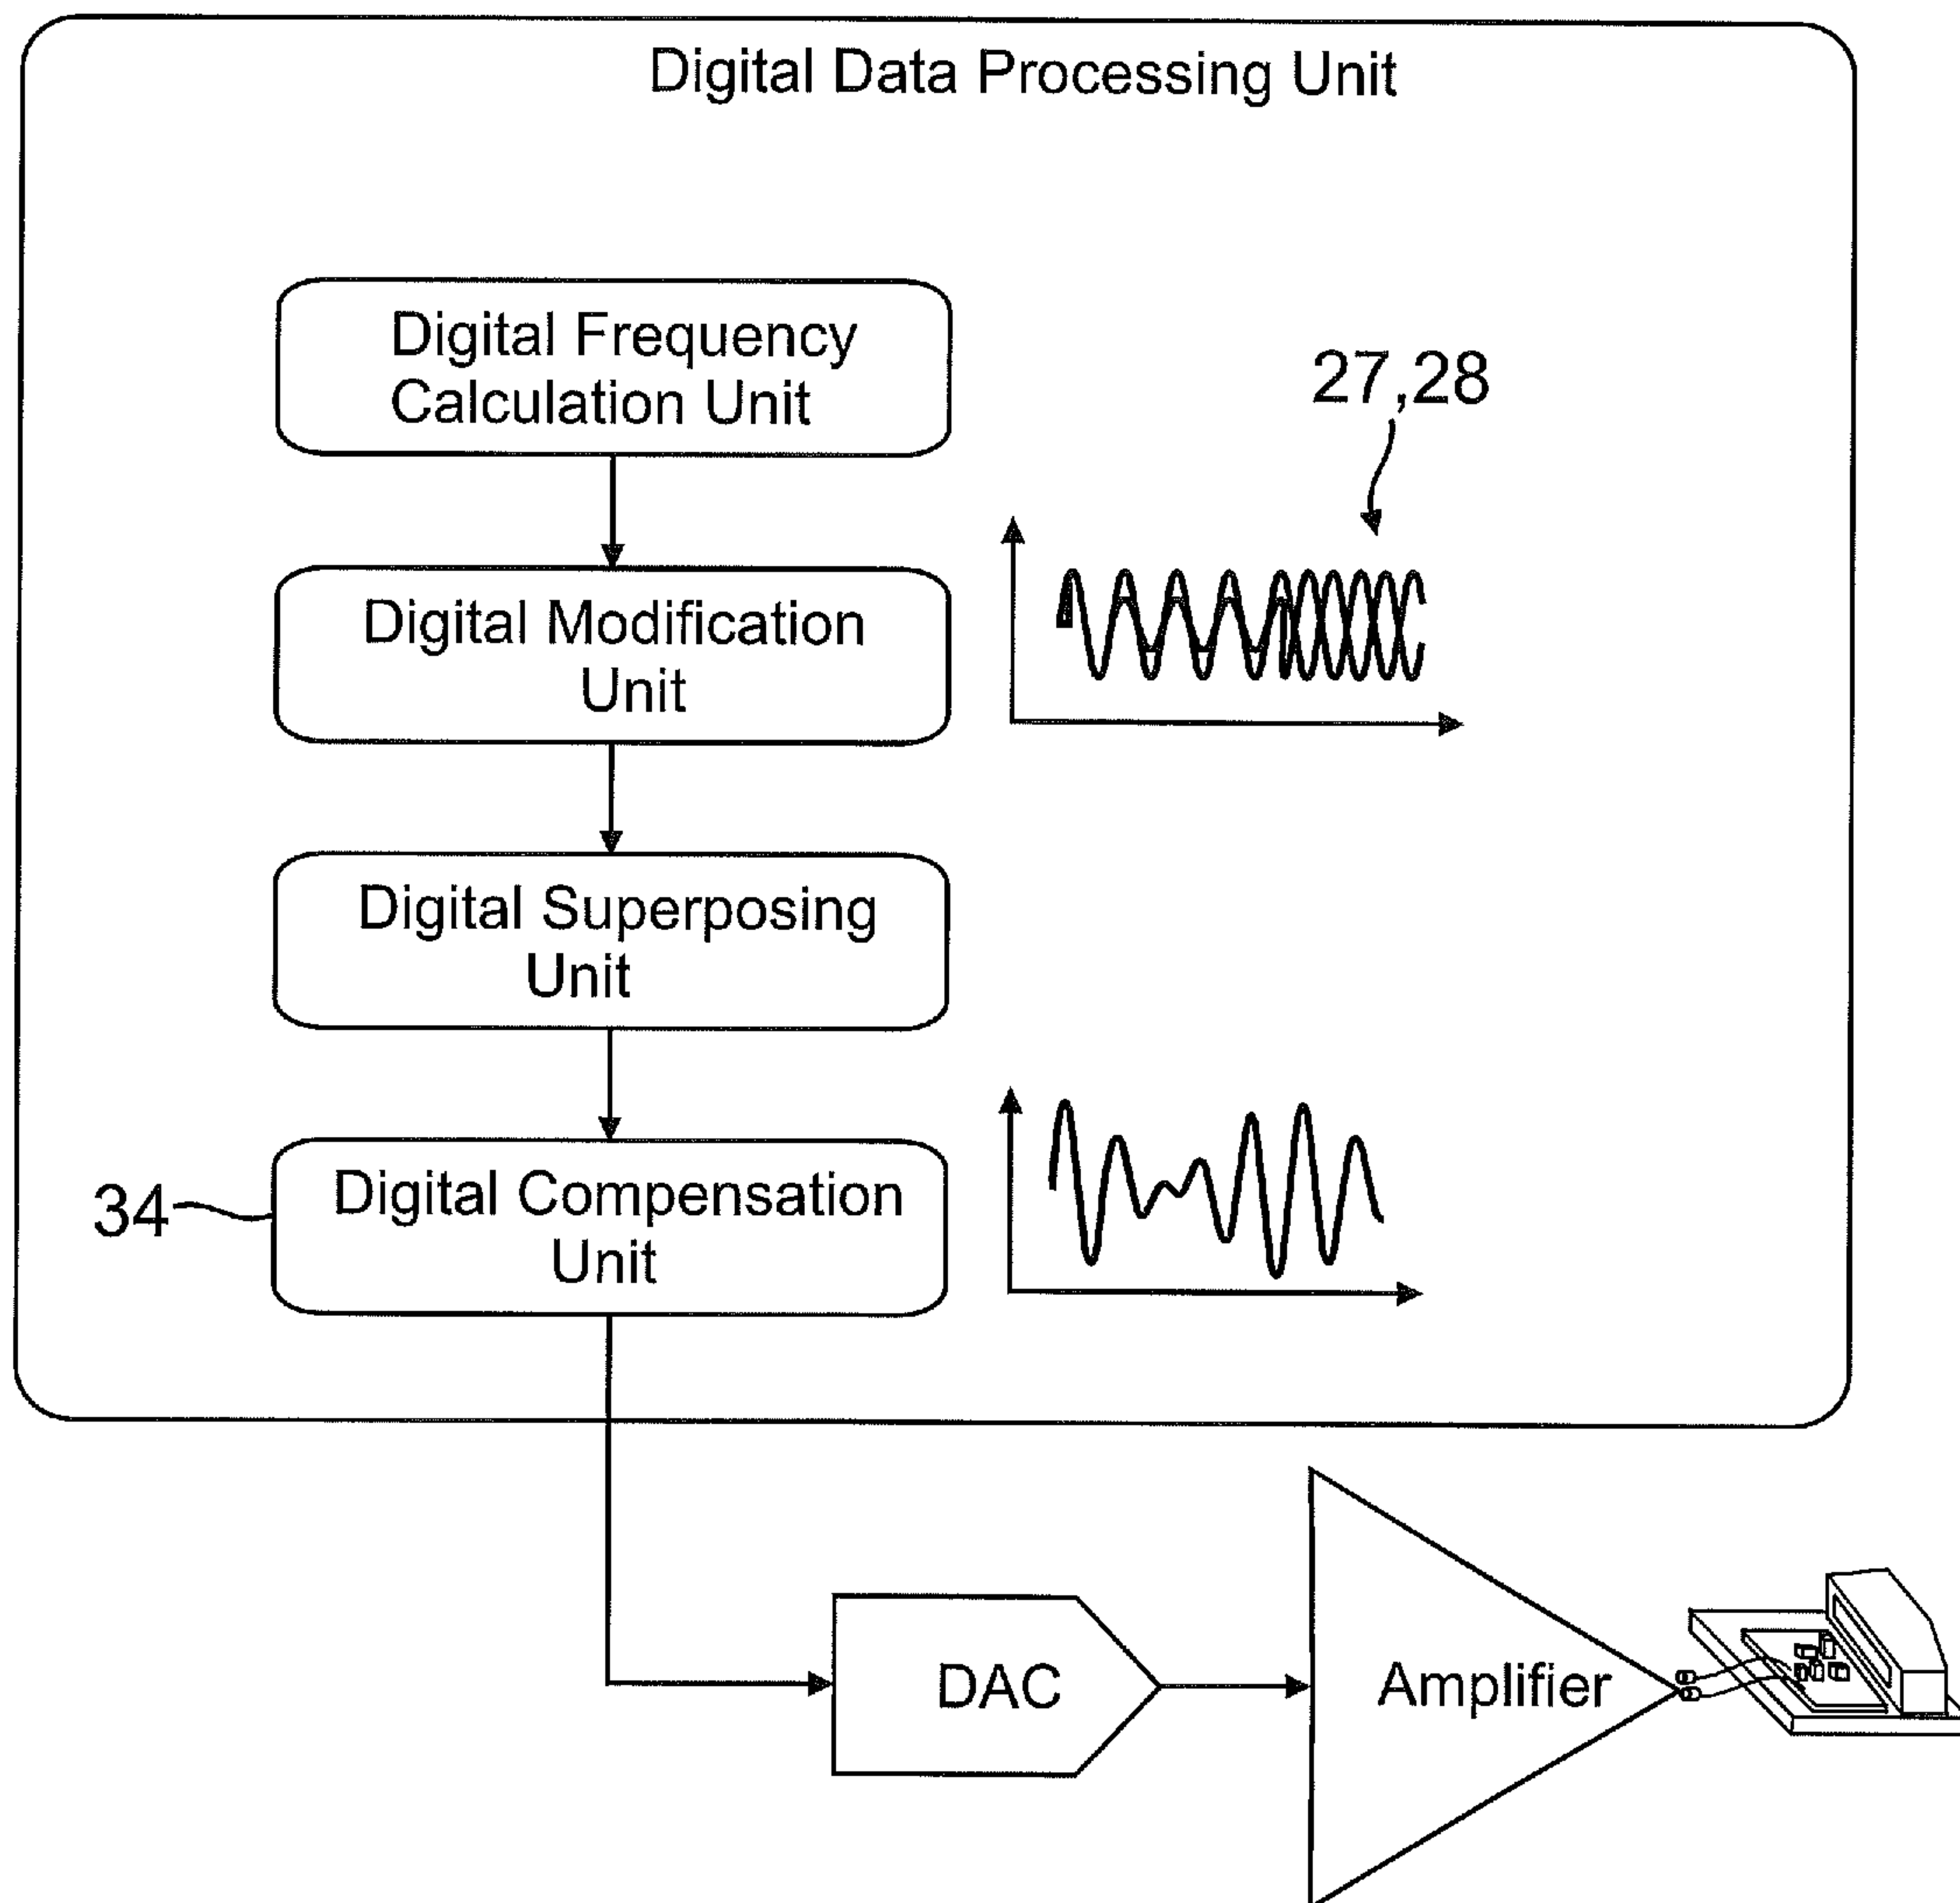 Digital Data Processing Unit
Digital Frequency
Calculation Unit
27,28
Digital Modification
Unit
Digital Superposing
Unit
34
Digital Compensation
Unit
DAC
Amplifier